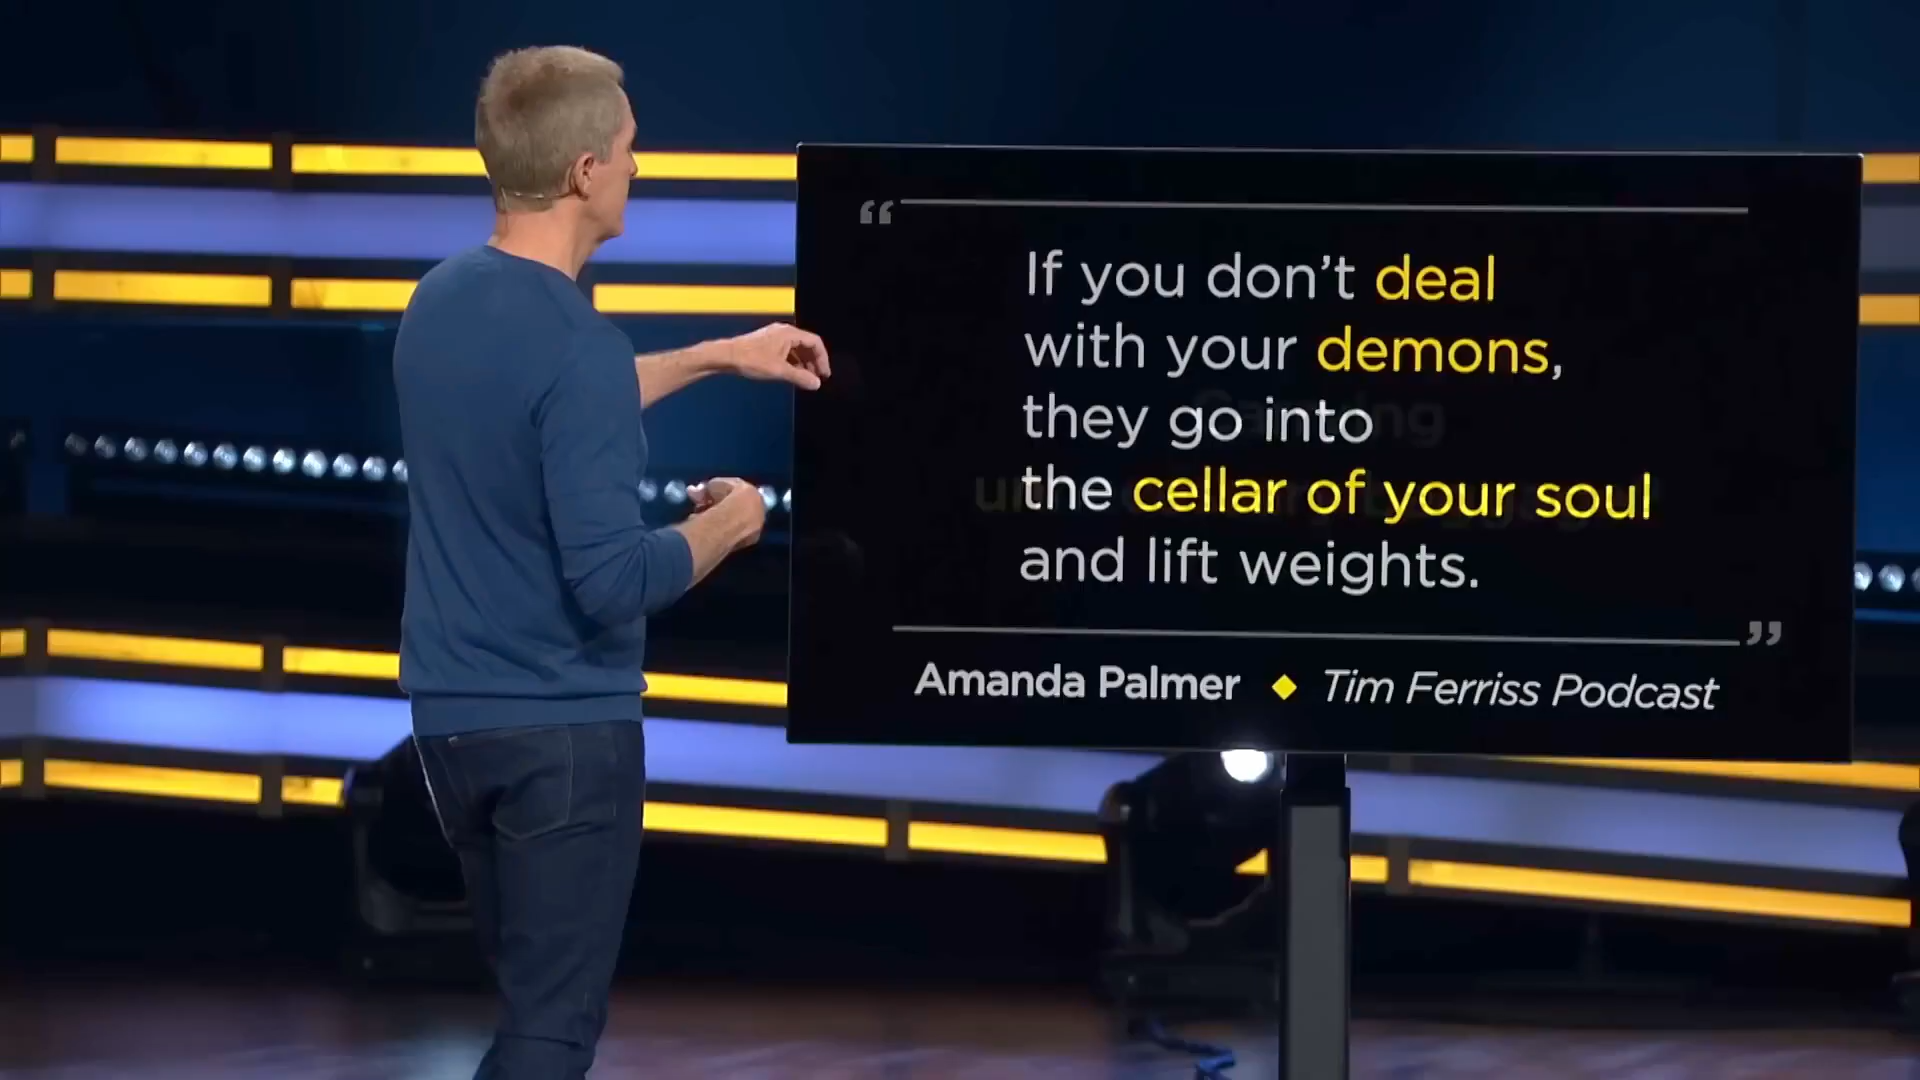 “
If you don’t deal
with your demons,
they go into
the cellar of your soul
and lift weights.
”
Amanda Palmer ◆ Tim Ferriss Podcast